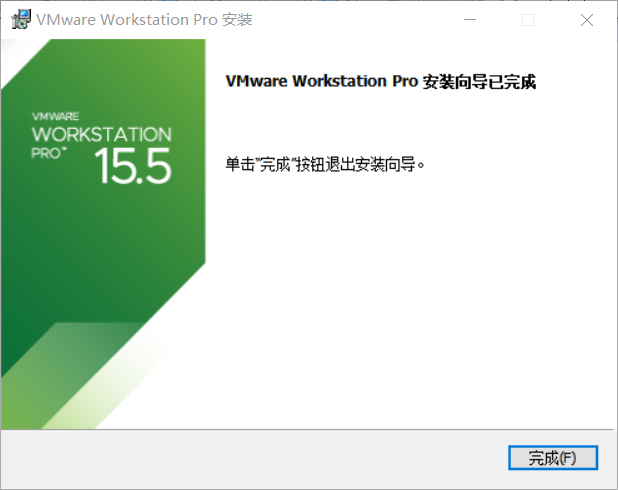 VMware Workstation Pro 安装
VMware Workstation Pro 安装向导已完成
VMWARE
WORKSTATION
PRO™ 15.5
单击"完成"按钮退出安装向导。
完成(F)